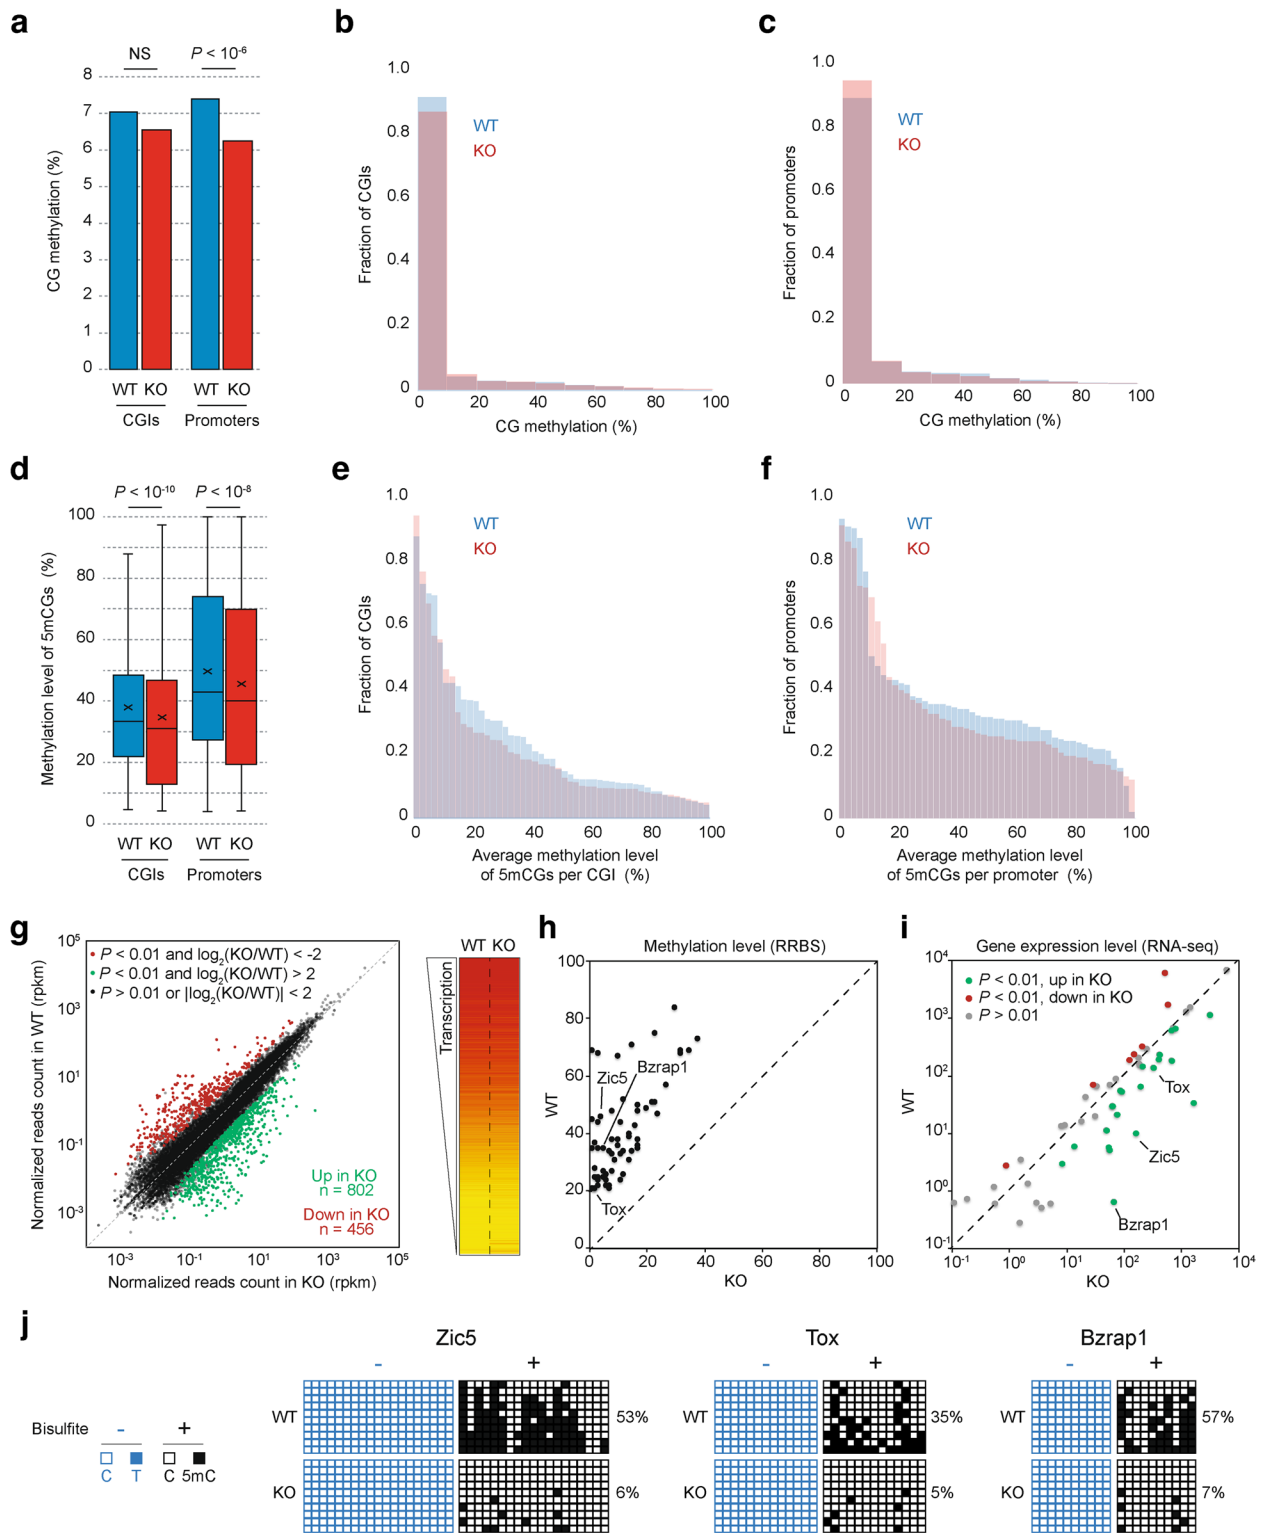 a
NS
P < 10-6
8
7
6
5
4
3
2
1
0
CG methylation (%)
WT KO
WT KO
CGIs
Promoters
b
1.0
0.8
0.6
0.4
0.2
0
Fraction of CGIs
WT
KO
0 20 40 60 80 100
CG methylation (%)
c
1.0
0.8
0.6
0.4
0.2
0
Fraction of promoters
WT
KO
0 20 40 60 80 100
CG methylation (%)
d
P < 10-10
P < 10-8
100
80
60
40
20
0
Methylation level of 5mCGs (%)
WT KO
WT KO
CGIs
Promoters
e
1.0
0.8
0.6
0.4
0.2
0
Fraction of CGIs
WT
KO
0 20 40 60 80 100
Average methylation level
of 5mCGs per CGI (%)
f
1.0
0.8
0.6
0.4
0.2
0
Fraction of promoters
WT
KO
0 20 40 60 80 100
Average methylation level
of 5mCGs per promoter (%)
g
105
103
101
10-1
10-3
Normalized reads count in WT (rpkm)
P < 0.01 and log2(KO/WT) < -2
P < 0.01 and log2(KO/WT) > 2
P > 0.01 or |log2(KO/WT)| < 2
Up in KO
n = 802
Down in KO
n = 456
10-3 10-1 101 103 105
Normalized reads count in KO (rpkm)
WT KO
Transcription
h
Methylation level (RRBS)
100
80
60
40
20
0
WT
Zic5
Bzrap1
Tox
0 20 40 60 80 100
KO
i
Gene expression level (RNA-seq)
104
103
102
101
100
10-1
WT
P < 0.01, up in KO
P < 0.01, down in KO
P > 0.01
Tox
Zic5
Bzrap1
10-1 100 101 102 103 104
KO
j
Bisulfite
-
+
C T
C 5mC
Zic5
- +
WT
53%
KO
6%
Tox
- +
WT
35%
KO
5%
Bzrap1
- +
WT
57%
KO
7%